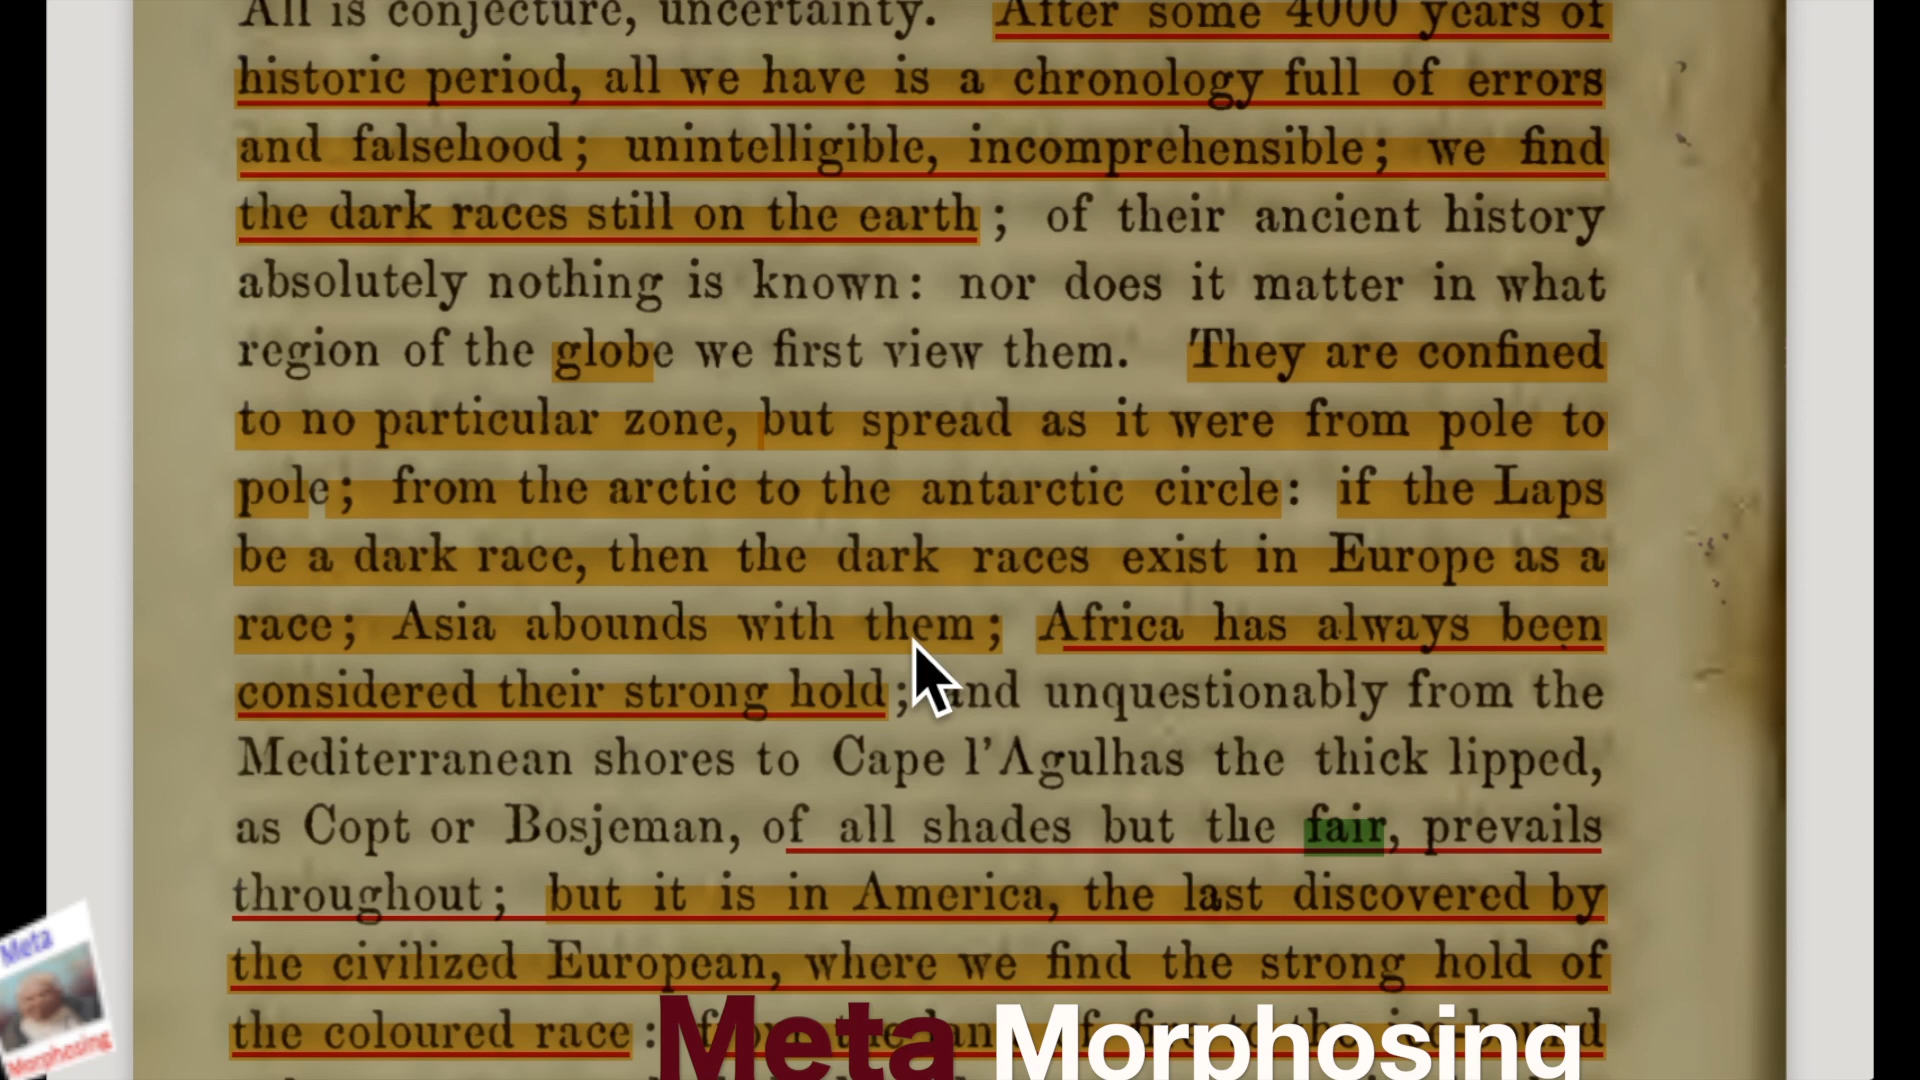 All is conjecture, uncertainty. After some 4000 years of
historic period, all we have is a chronology full of errors
and falsehood; unintelligible, incomprehensible; we find
the dark races still on the earth; of their ancient history
absolutely nothing is known: nor does it matter in what
region of the globe we first view them. They are confined
to no particular zone, but spread as it were from pole to
pole; from the arctic to the antarctic circle: if the Laps
be a dark race, then the dark races exist in Europe as a
race; Asia abounds with them; Africa has always been
considered their strong hold; and unquestionably from the
Mediterranean shores to Cape l'Agulhas the thick lipped,
as Copt or Bosjeman, of all shades but the fair, prevails
throughout; but it is in America, the last discovered by
the civilized European, where we find the strong hold of
the coloured race: 
Meta Morphosing
Meta
Morphosing